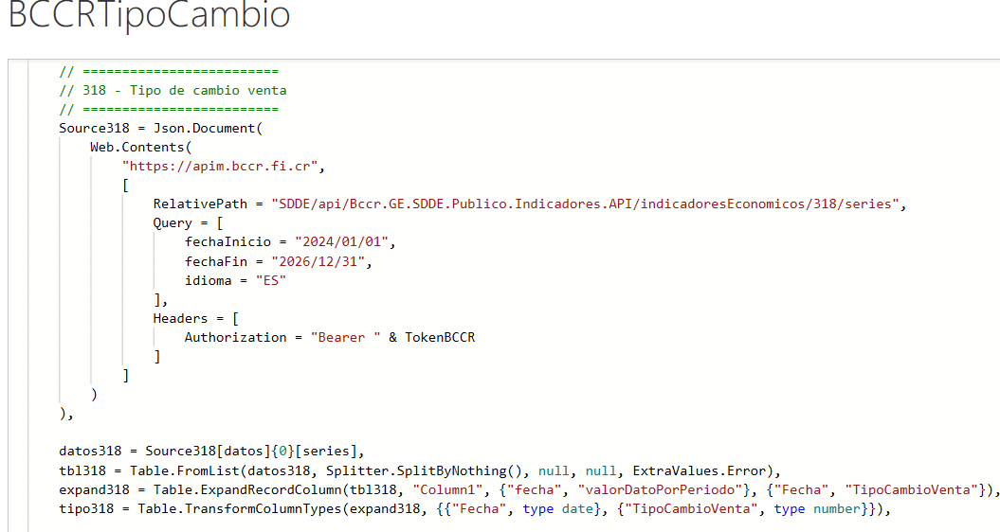 BCCRTipoCambio
// =========================
// 318 - Tipo de cambio venta
// =========================
Source318 = Json.Document(
Web.Contents(
"https://apim.bccr.fi.cr",
[
RelativePath = "SDDE/api/Bccr.GE.SDDE.Publico.Indicadores.API/indicadoresEconomicos/318/series",
Query = [
fechaInicio = "2024/01/01",
fechaFin = "2026/12/31",
idioma = "ES"
],
Headers = [
Authorization = "Bearer " & TokenBCCR
]
]
)
),
datos318 = Source318[datos]{0}[series],
tbl318 = Table.FromList(datos318, Splitter.SplitByNothing(), null, null, ExtraValues.Error),
expand318 = Table.ExpandRecordColumn(tbl318, "Column1", {"fecha", "valorDatoPorPeriodo"}, {"Fecha", "TipoCambioVenta"}),
tipo318 = Table.TransformColumnTypes(expand318, {{"Fecha", type date}, {"TipoCambioVenta", type number}}),